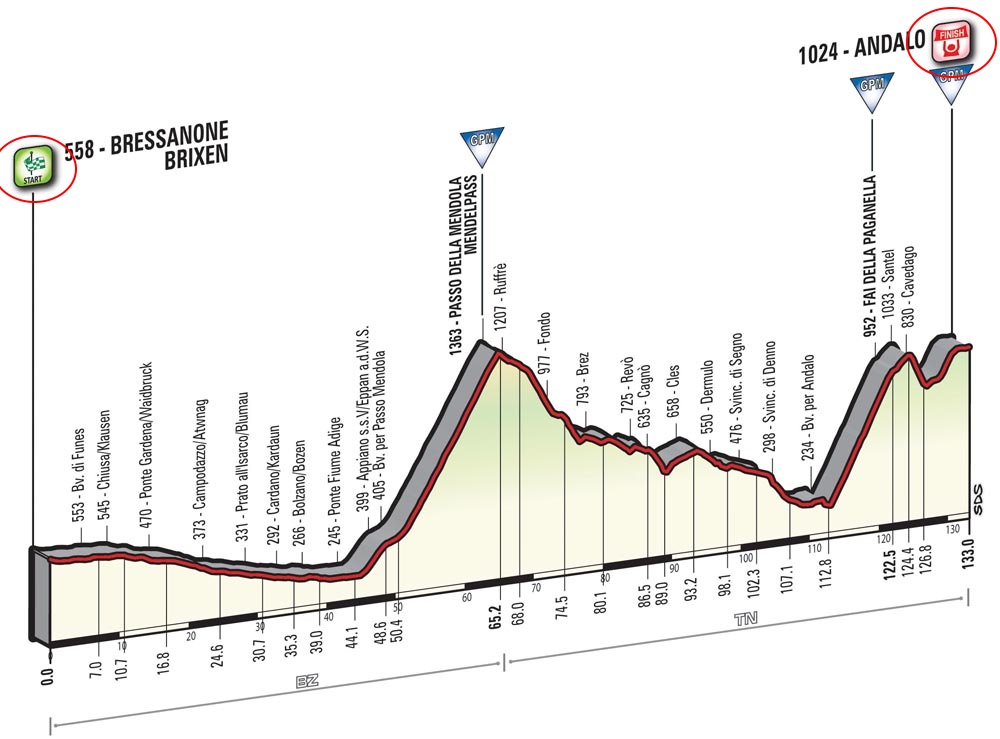 1024 - ANDALO
FINISH
GPM
GPM
558 - BRESSANONE
BRIXEN
START
GPM
1363 - PASSO DELLA MENDOLA
MENDELPASS
1207 - Ruffrè
977 - Fondo
793 - Brez
725 - Revò
635 - Cagnò
658 - Cles
550 - Dermulo
476 - Svinc. di Segno
298 - Svinc. di Denno
234 - Bv. per Andalo
952 - FAI DELLA PAGANELLA
1033 - Santel
830 - Cavedago
553 - Bv. di Funes
545 - Chiusa/Klausen
470 - Ponte Gardena/Waidbruck
373 - Campodazzo/Atwnag
331 - Prato all'Isarco/Blumau
292 - Cardano/Kardaun
266 - Bolzano/Bozen
245 - Ponte Fiume Adige
399 - Appiano s.s.V/Eppan a.d.W.S.
405 - Bv. per Passo Mendola
SDS
0 10 20 30 40 50 60 70 80 90 100 110 120 130
0.0
7.0
10.7
16.8
24.6
30.7
35.3
39.0
44.1
48.6
50.4
65.2
68.0
74.5
80.1
86.5
89.0
93.2
98.1
102.3
107.1
112.8
122.5
124.4
126.8
133.0
BZ
TN